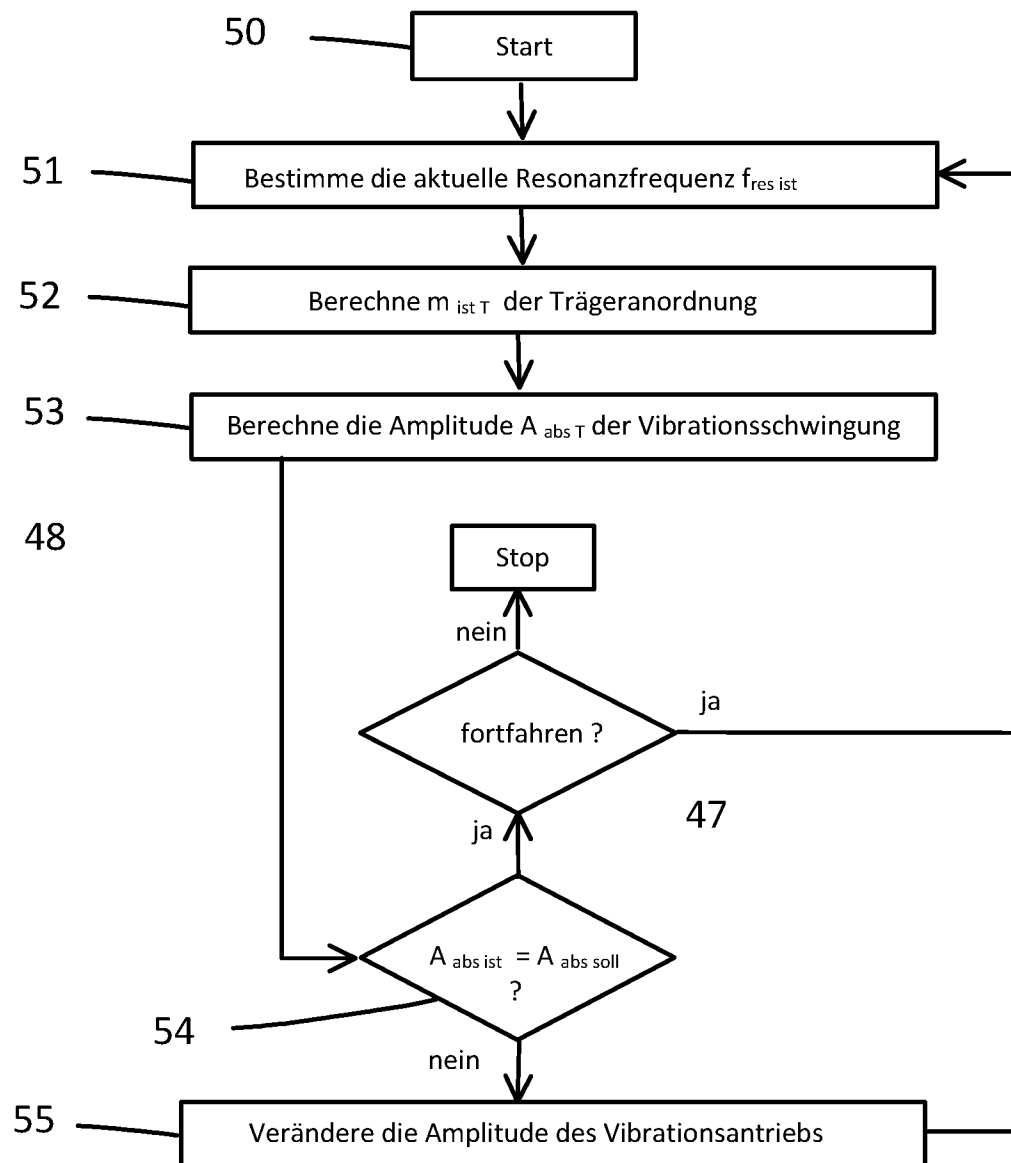 50
Start
51
Bestimme die aktuelle Resonanzfrequenz f res ist
52
Berechne m ist T der Trägeranordnung
53
Berechne die Amplitude A abs T der Vibrationsschwingung
48
Stop
nein
fortfahren ?
ja
47
ja
A abs ist = A abs soll
?
54
nein
55
Verändere die Amplitude des Vibrationsantriebs